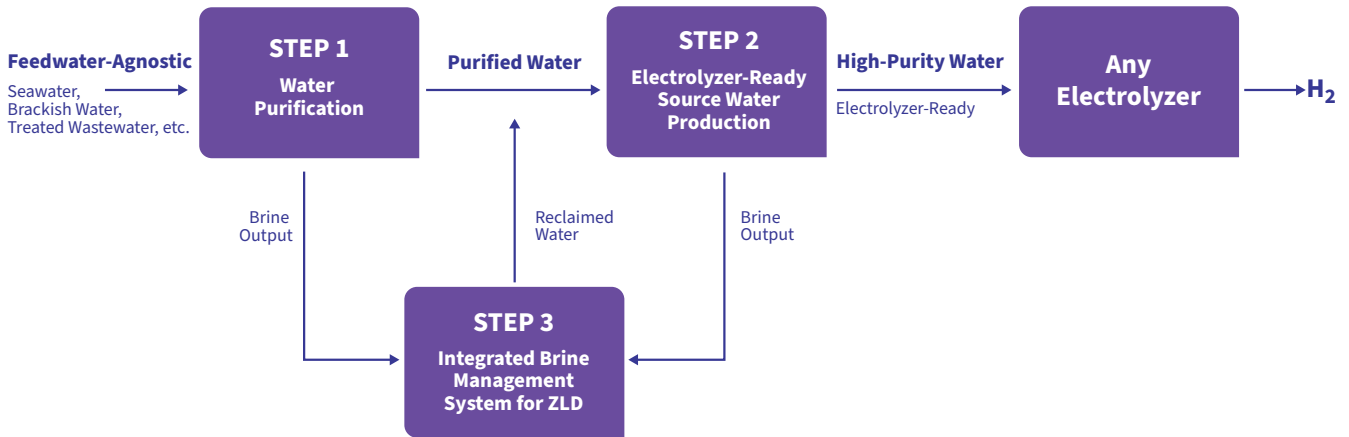 Feedwater-Agnostic
Seawater,
Brackish Water,
Treated Wastewater, etc.
STEP 1
Water
Purification
Purified Water
STEP 2
Electrolyzer-Ready
Source Water
Production
High-Purity Water
Electrolyzer-Ready
Any
Electrolyzer
H₂
Brine
Output
Reclaimed
Water
Brine
Output
STEP 3
Integrated Brine
Management
System for ZLD